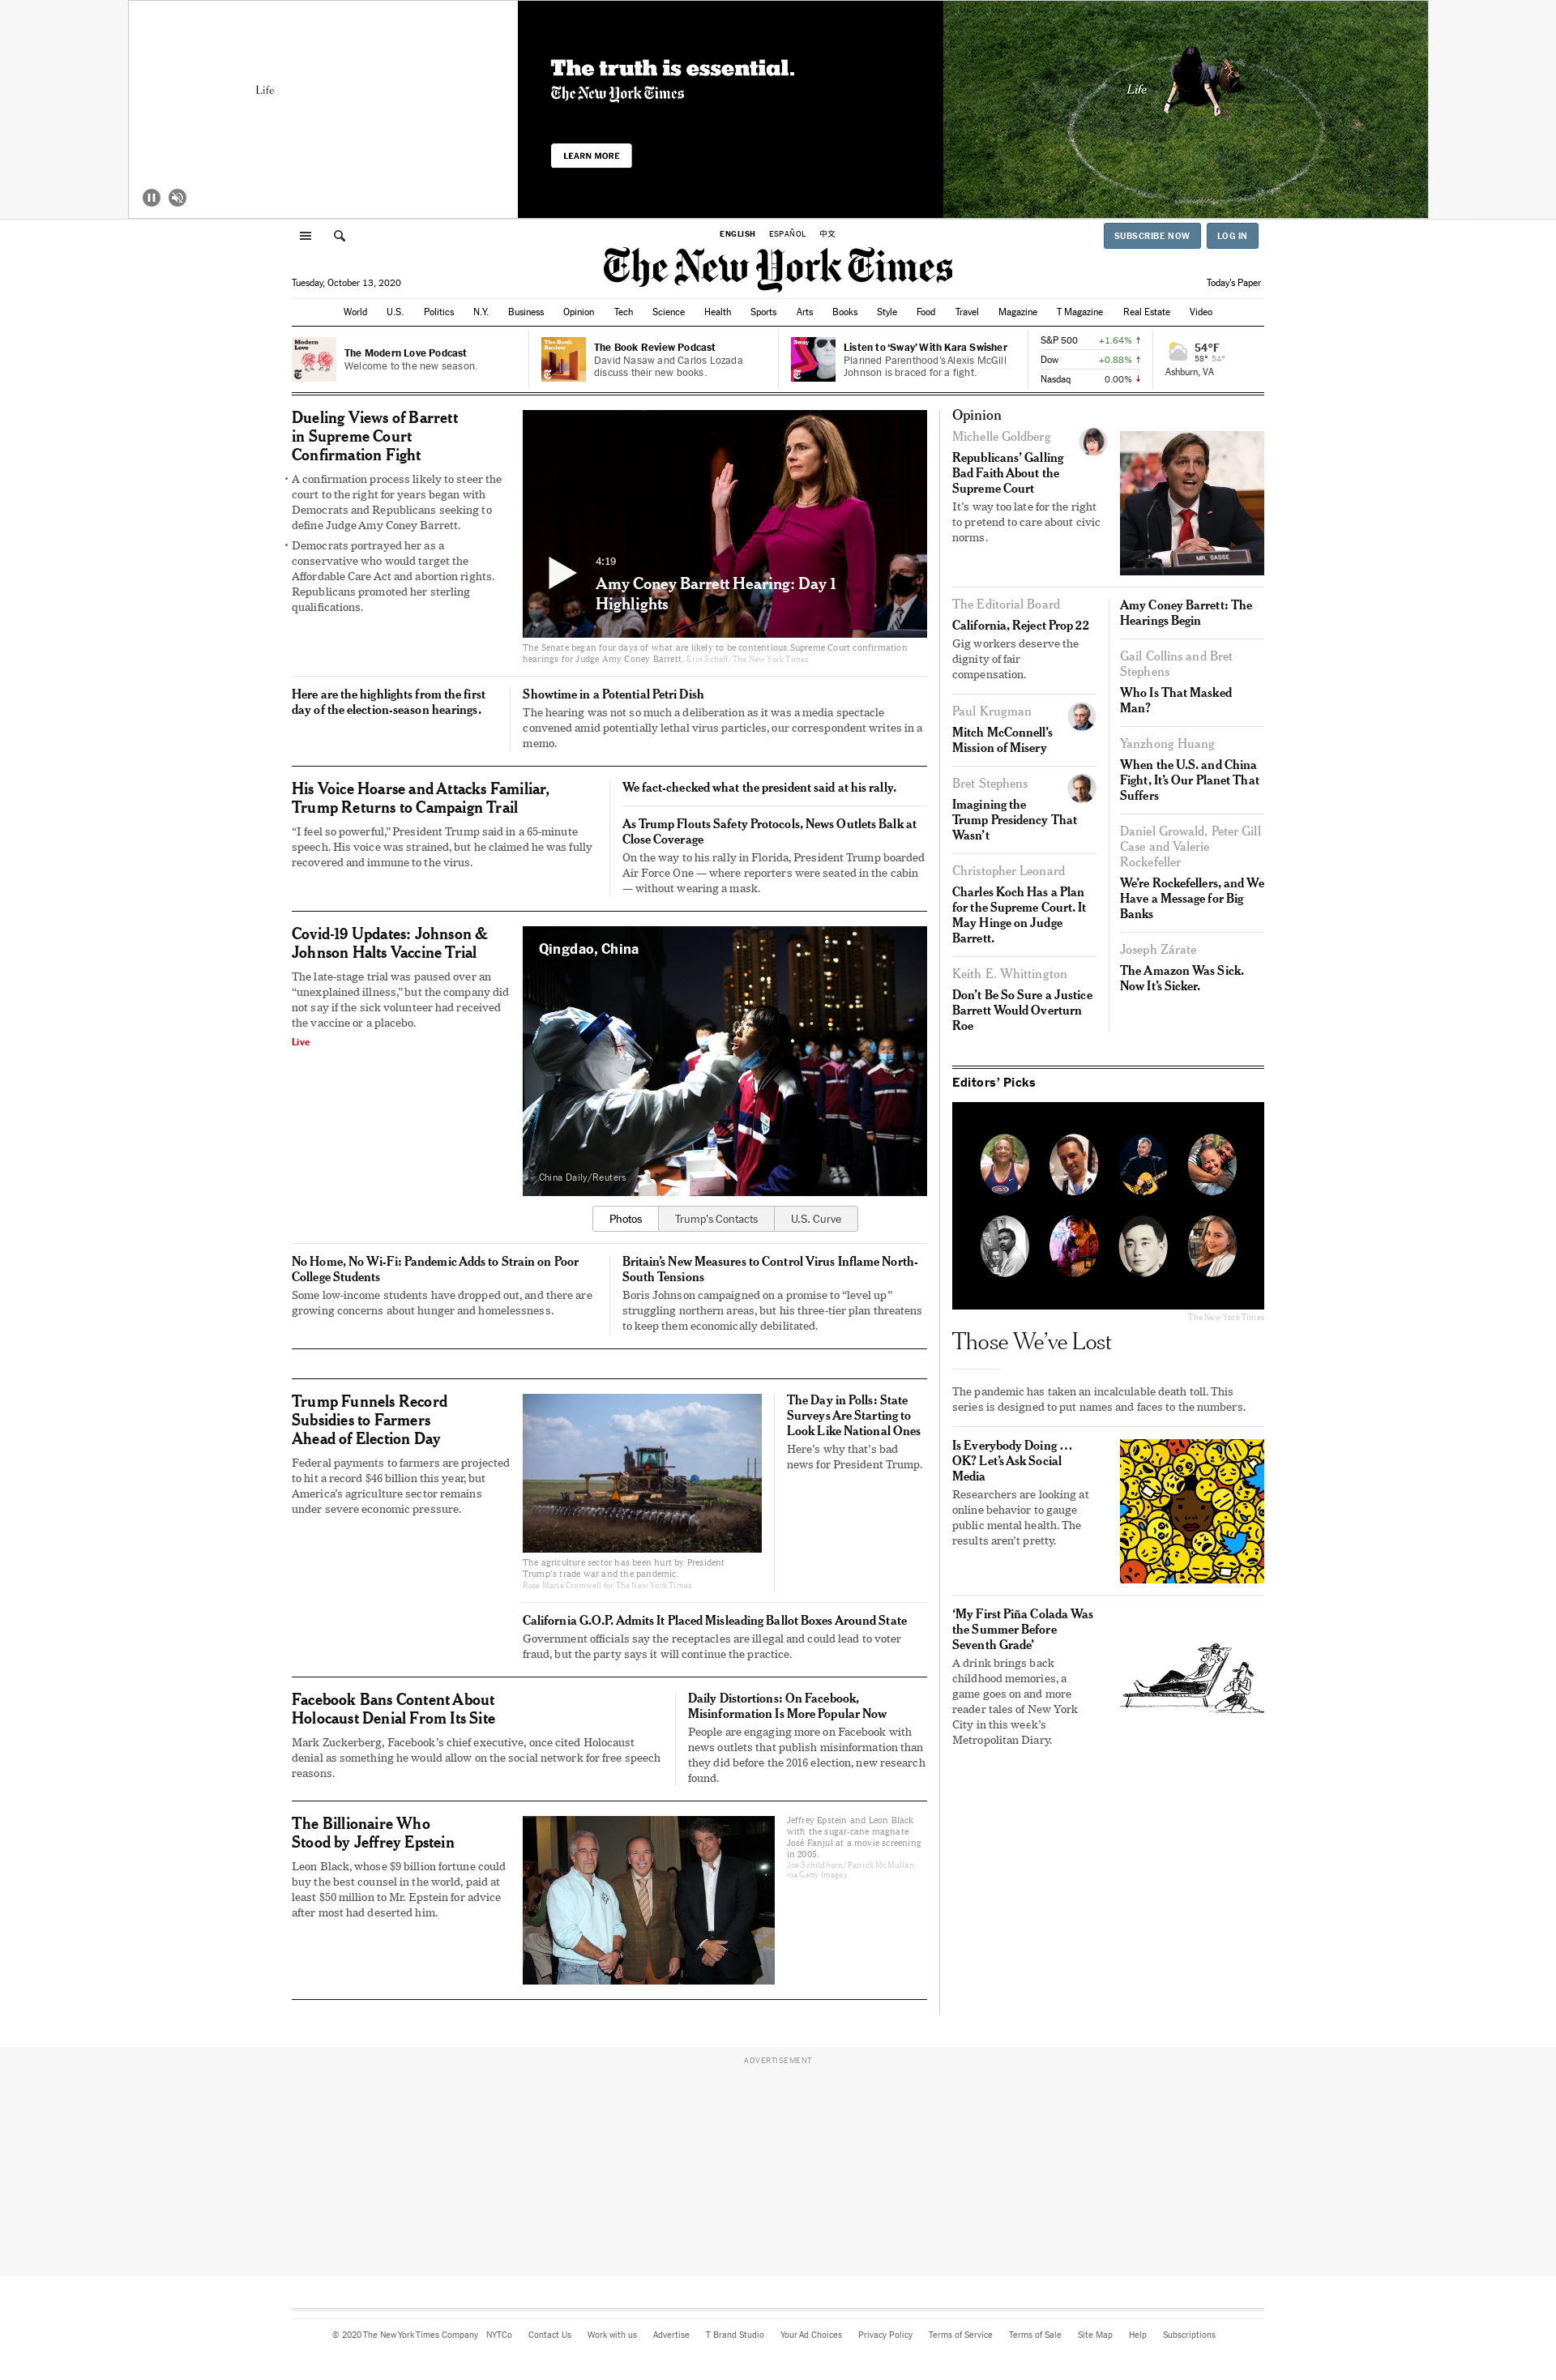 Life
The truth is essential.
The New York Times
LEARN MORE
Life
ENGLISH ESPAÑOL 中文
SUBSCRIBE NOW LOG IN
The New York Times
Tuesday, October 13, 2020
Today's Paper
World U.S. Politics N.Y. Business Opinion Tech Science Health Sports Arts Books Style Food Travel Magazine T Magazine Real Estate Video
Modern
Love
The Modern Love Podcast
Welcome to the new season.
The Book
Review
The Book Review Podcast
David Nasaw and Carlos Lozada
discuss their new books.
Sway
Listen to ‘Sway’ With Kara Swisher
Planned Parenthood’s Alexis McGill
Johnson is braced for a fight.
S&P 500 +1.64%
Dow +0.88%
Nasdaq 0.00%
54°F
58° 54°
Ashburn, VA
Dueling Views of Barrett
in Supreme Court
Confirmation Fight
• A confirmation process likely to steer the
court to the right for years began with
Democrats and Republicans seeking to
define Judge Amy Coney Barrett.
• Democrats portrayed her as a
conservative who would target the
Affordable Care Act and abortion rights.
Republicans promoted her sterling
qualifications.
4:19
Amy Coney Barrett Hearing: Day 1
Highlights
The Senate began four days of what are likely to be contentious Supreme Court confirmation
hearings for Judge Amy Coney Barrett. Erin Schaff/The New York Times
Here are the highlights from the first
day of the election-season hearings.
Showtime in a Potential Petri Dish
The hearing was not so much a deliberation as it was a media spectacle
convened amid potentially lethal virus particles, our correspondent writes in a
memo.
His Voice Hoarse and Attacks Familiar,
Trump Returns to Campaign Trail
“I feel so powerful,” President Trump said in a 65-minute
speech. His voice was strained, but he claimed he was fully
recovered and immune to the virus.
We fact-checked what the president said at his rally.
As Trump Flouts Safety Protocols, News Outlets Balk at
Close Coverage
On the way to his rally in Florida, President Trump boarded
Air Force One — where reporters were seated in the cabin
— without wearing a mask.
Covid-19 Updates: Johnson &
Johnson Halts Vaccine Trial
The late-stage trial was paused over an
“unexplained illness,” but the company did
not say if the sick volunteer had received
the vaccine or a placebo.
Live
Qingdao, China
China Daily/Reuters
Photos Trump’s Contacts U.S. Curve
No Home, No Wi-Fi: Pandemic Adds to Strain on Poor
College Students
Some low-income students have dropped out, and there are
growing concerns about hunger and homelessness.
Britain’s New Measures to Control Virus Inflame North-
South Tensions
Boris Johnson campaigned on a promise to “level up”
struggling northern areas, but his three-tier plan threatens
to keep them economically debilitated.
Trump Funnels Record
Subsidies to Farmers
Ahead of Election Day
Federal payments to farmers are projected
to hit a record $46 billion this year, but
America’s agriculture sector remains
under severe economic pressure.
The agriculture sector has been hurt by President
Trump’s trade war and the pandemic.
Rose Marie Cromwell for The New York Times
The Day in Polls: State
Surveys Are Starting to
Look Like National Ones
Here’s why that’s bad
news for President Trump.
California G.O.P. Admits It Placed Misleading Ballot Boxes Around State
Government officials say the receptacles are illegal and could lead to voter
fraud, but the party says it will continue the practice.
Facebook Bans Content About
Holocaust Denial From Its Site
Mark Zuckerberg, Facebook’s chief executive, once cited Holocaust
denial as something he would allow on the social network for free speech
reasons.
Daily Distortions: On Facebook,
Misinformation Is More Popular Now
People are engaging more on Facebook with
news outlets that publish misinformation than
they did before the 2016 election, new research
found.
The Billionaire Who
Stood by Jeffrey Epstein
Leon Black, whose $9 billion fortune could
buy the best counsel in the world, paid at
least $50 million to Mr. Epstein for advice
after most had deserted him.
Jeffrey Epstein and Leon Black
with the sugar-cane magnate
José Fanjul at a movie screening
in 2005.
Joe Schildhorn/Patrick McMullan,
via Getty Images
Opinion
Michelle Goldberg
Republicans’ Galling
Bad Faith About the
Supreme Court
It’s way too late for the right
to pretend to care about civic
norms.
MR. SASSE
The Editorial Board
California, Reject Prop 22
Gig workers deserve the
dignity of fair
compensation.
Paul Krugman
Mitch McConnell’s
Mission of Misery
Bret Stephens
Imagining the
Trump Presidency That
Wasn’t
Christopher Leonard
Charles Koch Has a Plan
for the Supreme Court. It
May Hinge on Judge
Barrett.
Keith E. Whittington
Don’t Be So Sure a Justice
Barrett Would Overturn
Roe
Amy Coney Barrett: The
Hearings Begin
Gail Collins and Bret
Stephens
Who Is That Masked
Man?
Yanzhong Huang
When the U.S. and China
Fight, It’s Our Planet That
Suffers
Daniel Growald, Peter Gill
Case and Valerie
Rockefeller
We’re Rockefellers, and We
Have a Message for Big
Banks
Joseph Zárate
The Amazon Was Sick.
Now It’s Sicker.
Editors’ Picks
The New York Times
Those We’ve Lost
The pandemic has taken an incalculable death toll. This
series is designed to put names and faces to the numbers.
Is Everybody Doing …
OK? Let’s Ask Social
Media
Researchers are looking at
online behavior to gauge
public mental health. The
results aren’t pretty.
‘My First Piña Colada Was
the Summer Before
Seventh Grade’
A drink brings back
childhood memories, a
game goes on and more
reader tales of New York
City in this week’s
Metropolitan Diary.
ADVERTISEMENT
© 2020 The New York Times Company NYTCo Contact Us Work with us Advertise T Brand Studio Your Ad Choices Privacy Policy Terms of Service Terms of Sale Site Map Help Subscriptions